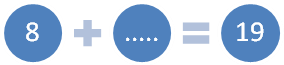 8 + ..... = 19